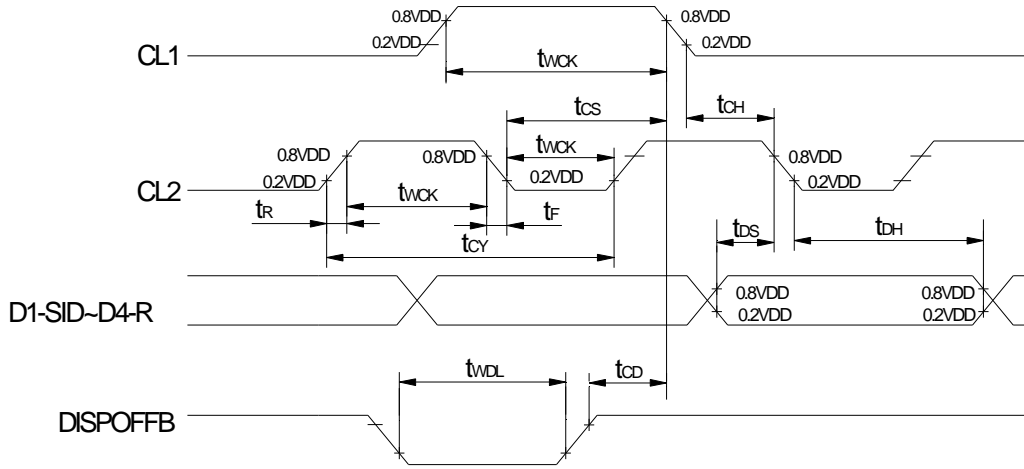 0.8VDD 0.8VDD
0.2VDD 0.2VDD
CL1
tWCK
tCS tCH
tWCK
0.8VDD 0.8VDD 0.8VDD
0.2VDD 0.2VDD 0.2VDD
CL2
tWCK
tR tF
tDS tDH
tCY
D1-SID~D4-R
0.8VDD 0.8VDD
0.2VDD 0.2VDD
tWDL tCD
DISPOFFB